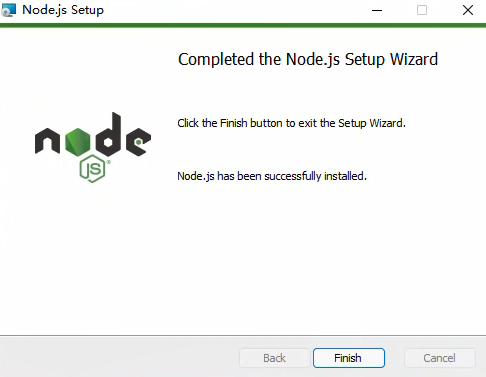 Node.js Setup
Completed the Node.js Setup Wizard
Click the Finish button to exit the Setup Wizard.
node
JS
®
Node.js has been successfully installed.
Back
Finish
Cancel